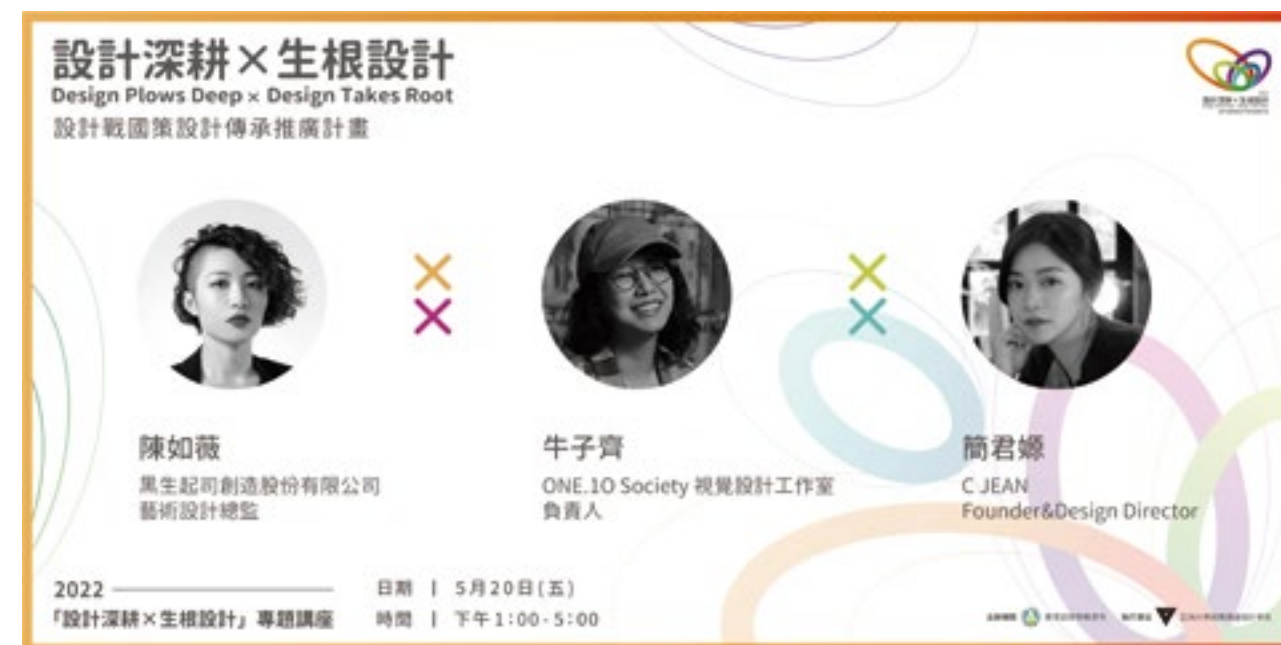 設計深耕×生根設計
Design Plows Deep × Design Takes Root
設計戰國策設計傳承推廣計畫
陳如薇
黑生起司創造股份有限公司
藝術設計總監
牛子齊
ONE.1O Society 視覺設計工作室
負責人
簡君嫄
C JEAN
Founder&Design Director
2022
「設計深耕×生根設計」專題講座
日期 | 5月20日(五)
時間 | 下午1:00-5:00